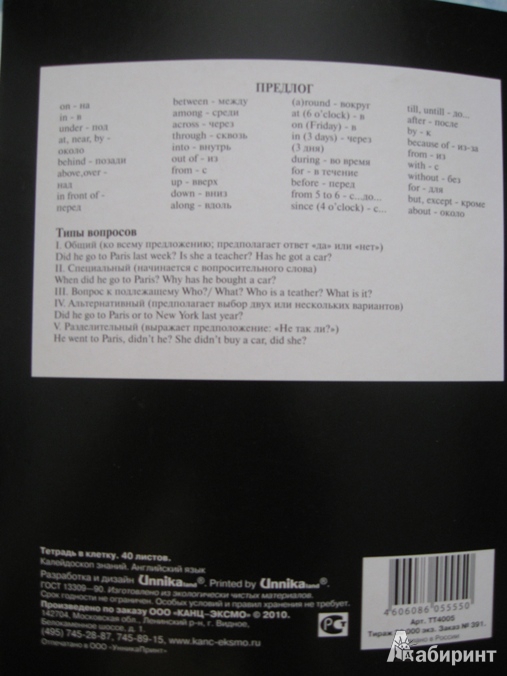 ПРЕДЛОГ
on - на
in - в
under - под
at, near, by -
около
behind - позади
above,over -
над
in front of -
перед
between - между
among - среди
across - через
through - сквозь
into - внутрь
out of - из
from - с
up - вверх
down - вниз
along - вдоль
(a)round - вокруг
at (6 o'clock) - в
on (Friday) - в
in (3 days) - через
(3 дня)
during - во время
for - в течение
before - перед
from 5 to 6 - с...до...
since (4 o'clock) - с...
till, untill - до...
after - после
by - к
because of - из-за
from - из
with - с
without - без
for - для
but, except - кроме
about - около
Типы вопросов
I. Общий (ко всему предложению; предполагает ответ «да» или «нет»)
Did he go to Paris last week? Is she a teacher? Has he got a car?
II. Специальный (начинается с вопросительного слова)
When did he go to Paris? Why has he bought a car?
III. Вопрос к подлежащему Who?/ What? Who is a teather? What is it?
IV. Альтернативный (предполагает выбор двух или нескольких вариантов)
Did he go to Paris or to New York last year?
V. Разделительный (выражает предположение: «Не так ли?»)
He went to Paris, didn't he? She didn't buy a car, did she?
Тетрадь в клетку. 40 листов.
Калейдоскоп знаний. Английский язык
Разработка и дизайн Unnikaland®. Printed by Unnikaland®.
ГОСТ 13309—90. Изготовлено из экологически чистых материалов.
Срок годности не ограничен. Особых условий и правил хранения не требует.
Произведено по заказу ООО «КАНЦ-ЭКСМО» © 2010.
142704, Московская обл., Ленинский р-н, г. Видное,
Белокаменное шоссе, д. 1
(495) 745-28-87, 745-89-15, www.kanc-eksmo.ru
Отпечатано в ООО «УнникаПринт»
4606086055550
Арт. ТТ4005
Тираж 000 экз. Заказ № 391.
в России
Лабиринт